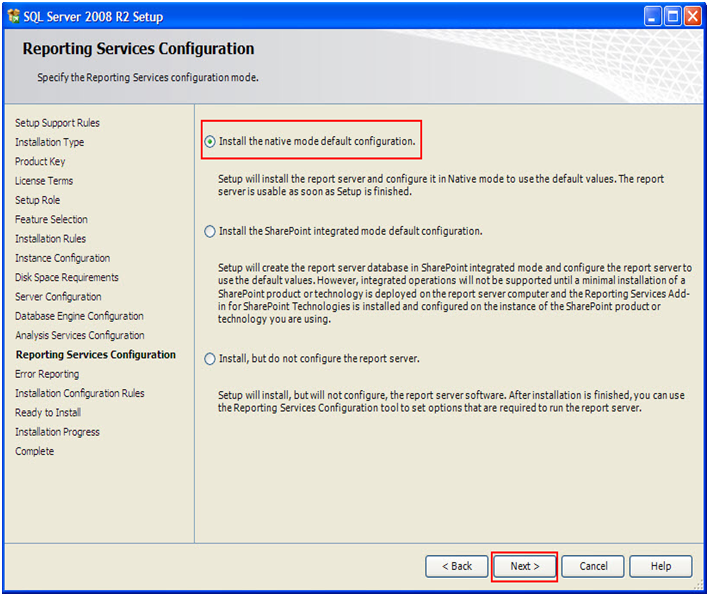 SQL Server 2008 R2 Setup
Reporting Services Configuration
Specify the Reporting Services configuration mode.
Setup Support Rules
Installation Type
Product Key
License Terms
Setup Role
Feature Selection
Installation Rules
Instance Configuration
Disk Space Requirements
Server Configuration
Database Engine Configuration
Analysis Services Configuration
Reporting Services Configuration
Error Reporting
Installation Configuration Rules
Ready to Install
Installation Progress
Complete
Install the native mode default configuration.
Setup will install the report server and configure it in Native mode to use the default values. The report
server is usable as soon as Setup is finished.
Install the SharePoint integrated mode default configuration.
Setup will create the report server database in SharePoint integrated mode and configure the report server to
use the default values. However, integrated operations will not be supported until a minimal installation of a
SharePoint product or technology is deployed on the report server computer and the Reporting Services Add-
in for SharePoint Technologies is installed and configured on the instance of the SharePoint product or
technology you are using.
Install, but do not configure the report server.
Setup will install, but will not configure, the report server software. After installation is finished, you can use
the Reporting Services Configuration tool to set options that are required to run the report server.
< Back
Next >
Cancel
Help